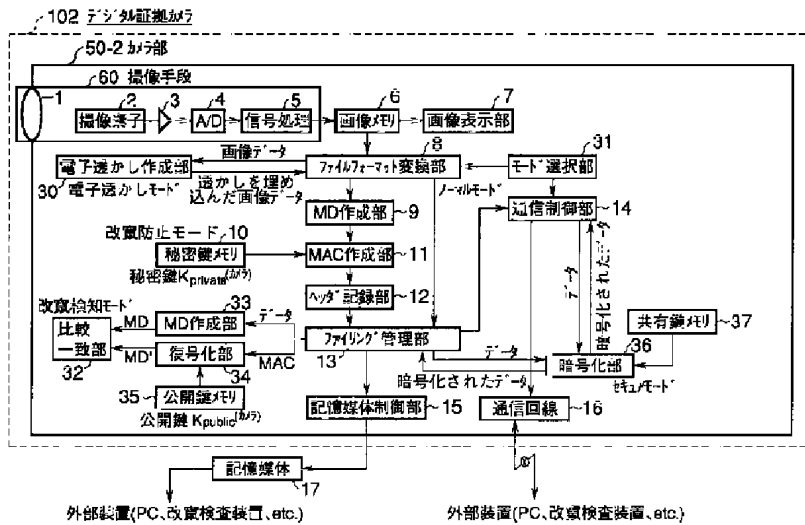 102 デジタル証拠カメラ
50-2 カメラ部
60 撮像手段
1
2
撮像素子
3
4
A/D
5
信号処理
6
画像メモリ
7
画像表示部
8
ファイルフォーマット変換部
31
モード選択部
画像データ
電子透かし作成部
30
電子透かしモード
透かしを埋め
込んだ画像データ
ノーマルモード
9
MD作成部
14
通信制御部
改竄防止モード
10
秘密鍵メモリ
秘密鍵Kprivate(カメラ)
11
MAC作成部
12
ヘッダ記録部
データ
暗号化されたデータ
改竄検知モード
33
MD
MD作成部
データ
比較
一致部
32
MD'
復号化部
34
MAC
13
ファイリング管理部
データ
暗号化されたデータ
共有鍵メモリ
37
36
暗号化部
セキュアモード
35
公開鍵メモリ
公開鍵Kpublic(カメラ)
記憶媒体制御部
15
通信回線
16
記憶媒体
17
外部装置(PC、改竄検査装置、etc.)
外部装置(PC、改竄検査装置、etc.)